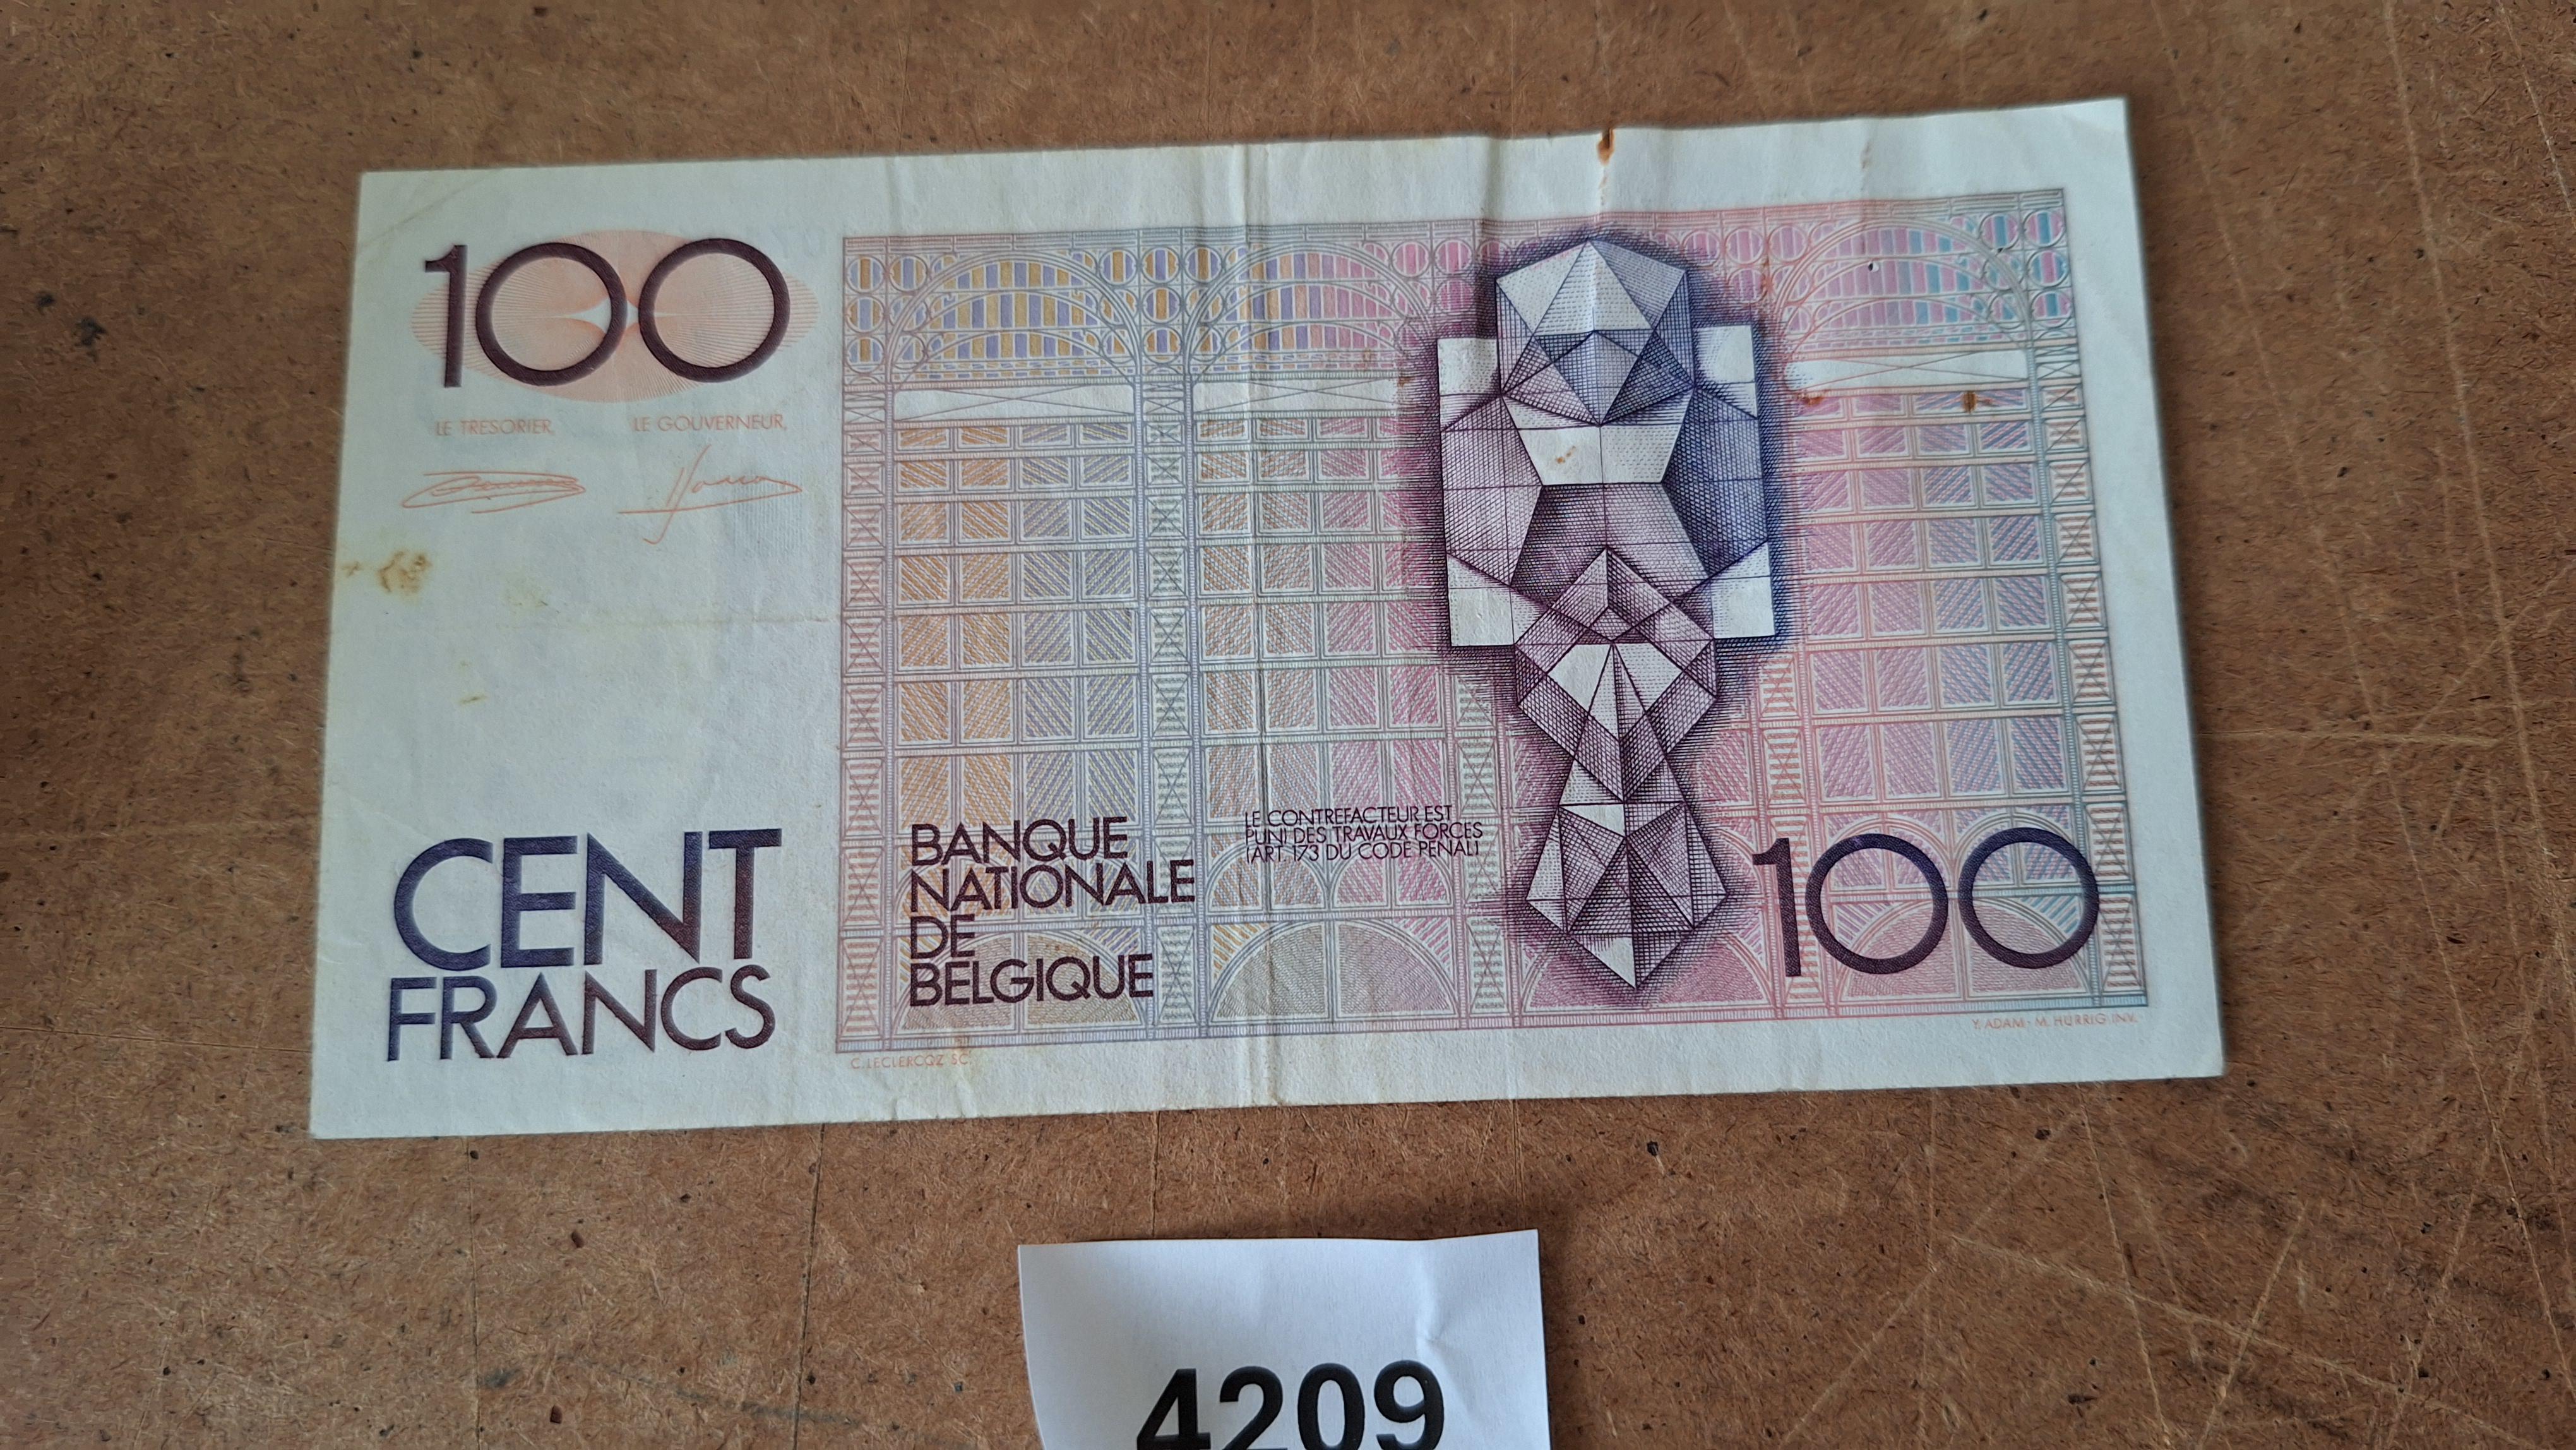 100
LE TRESORIER, LE GOUVERNEUR,
CENT
FRANCS
BANQUE
NATIONALE
DE
BELGIQUE
LE CONTREFACTEUR EST
PUNI DES TRAVAUX FORCES
(ART. 173 DU CODE PENAL)
100
C. LECLERCQZ SC.
Y. ADAM - M. HURRIG INV.
4209